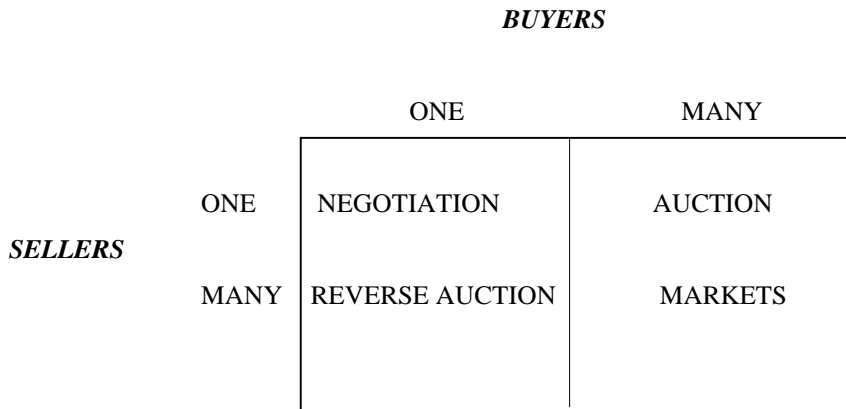 BUYERS
ONE MANY
ONE NEGOTIATION AUCTION
SELLERS
MANY REVERSE AUCTION MARKETS